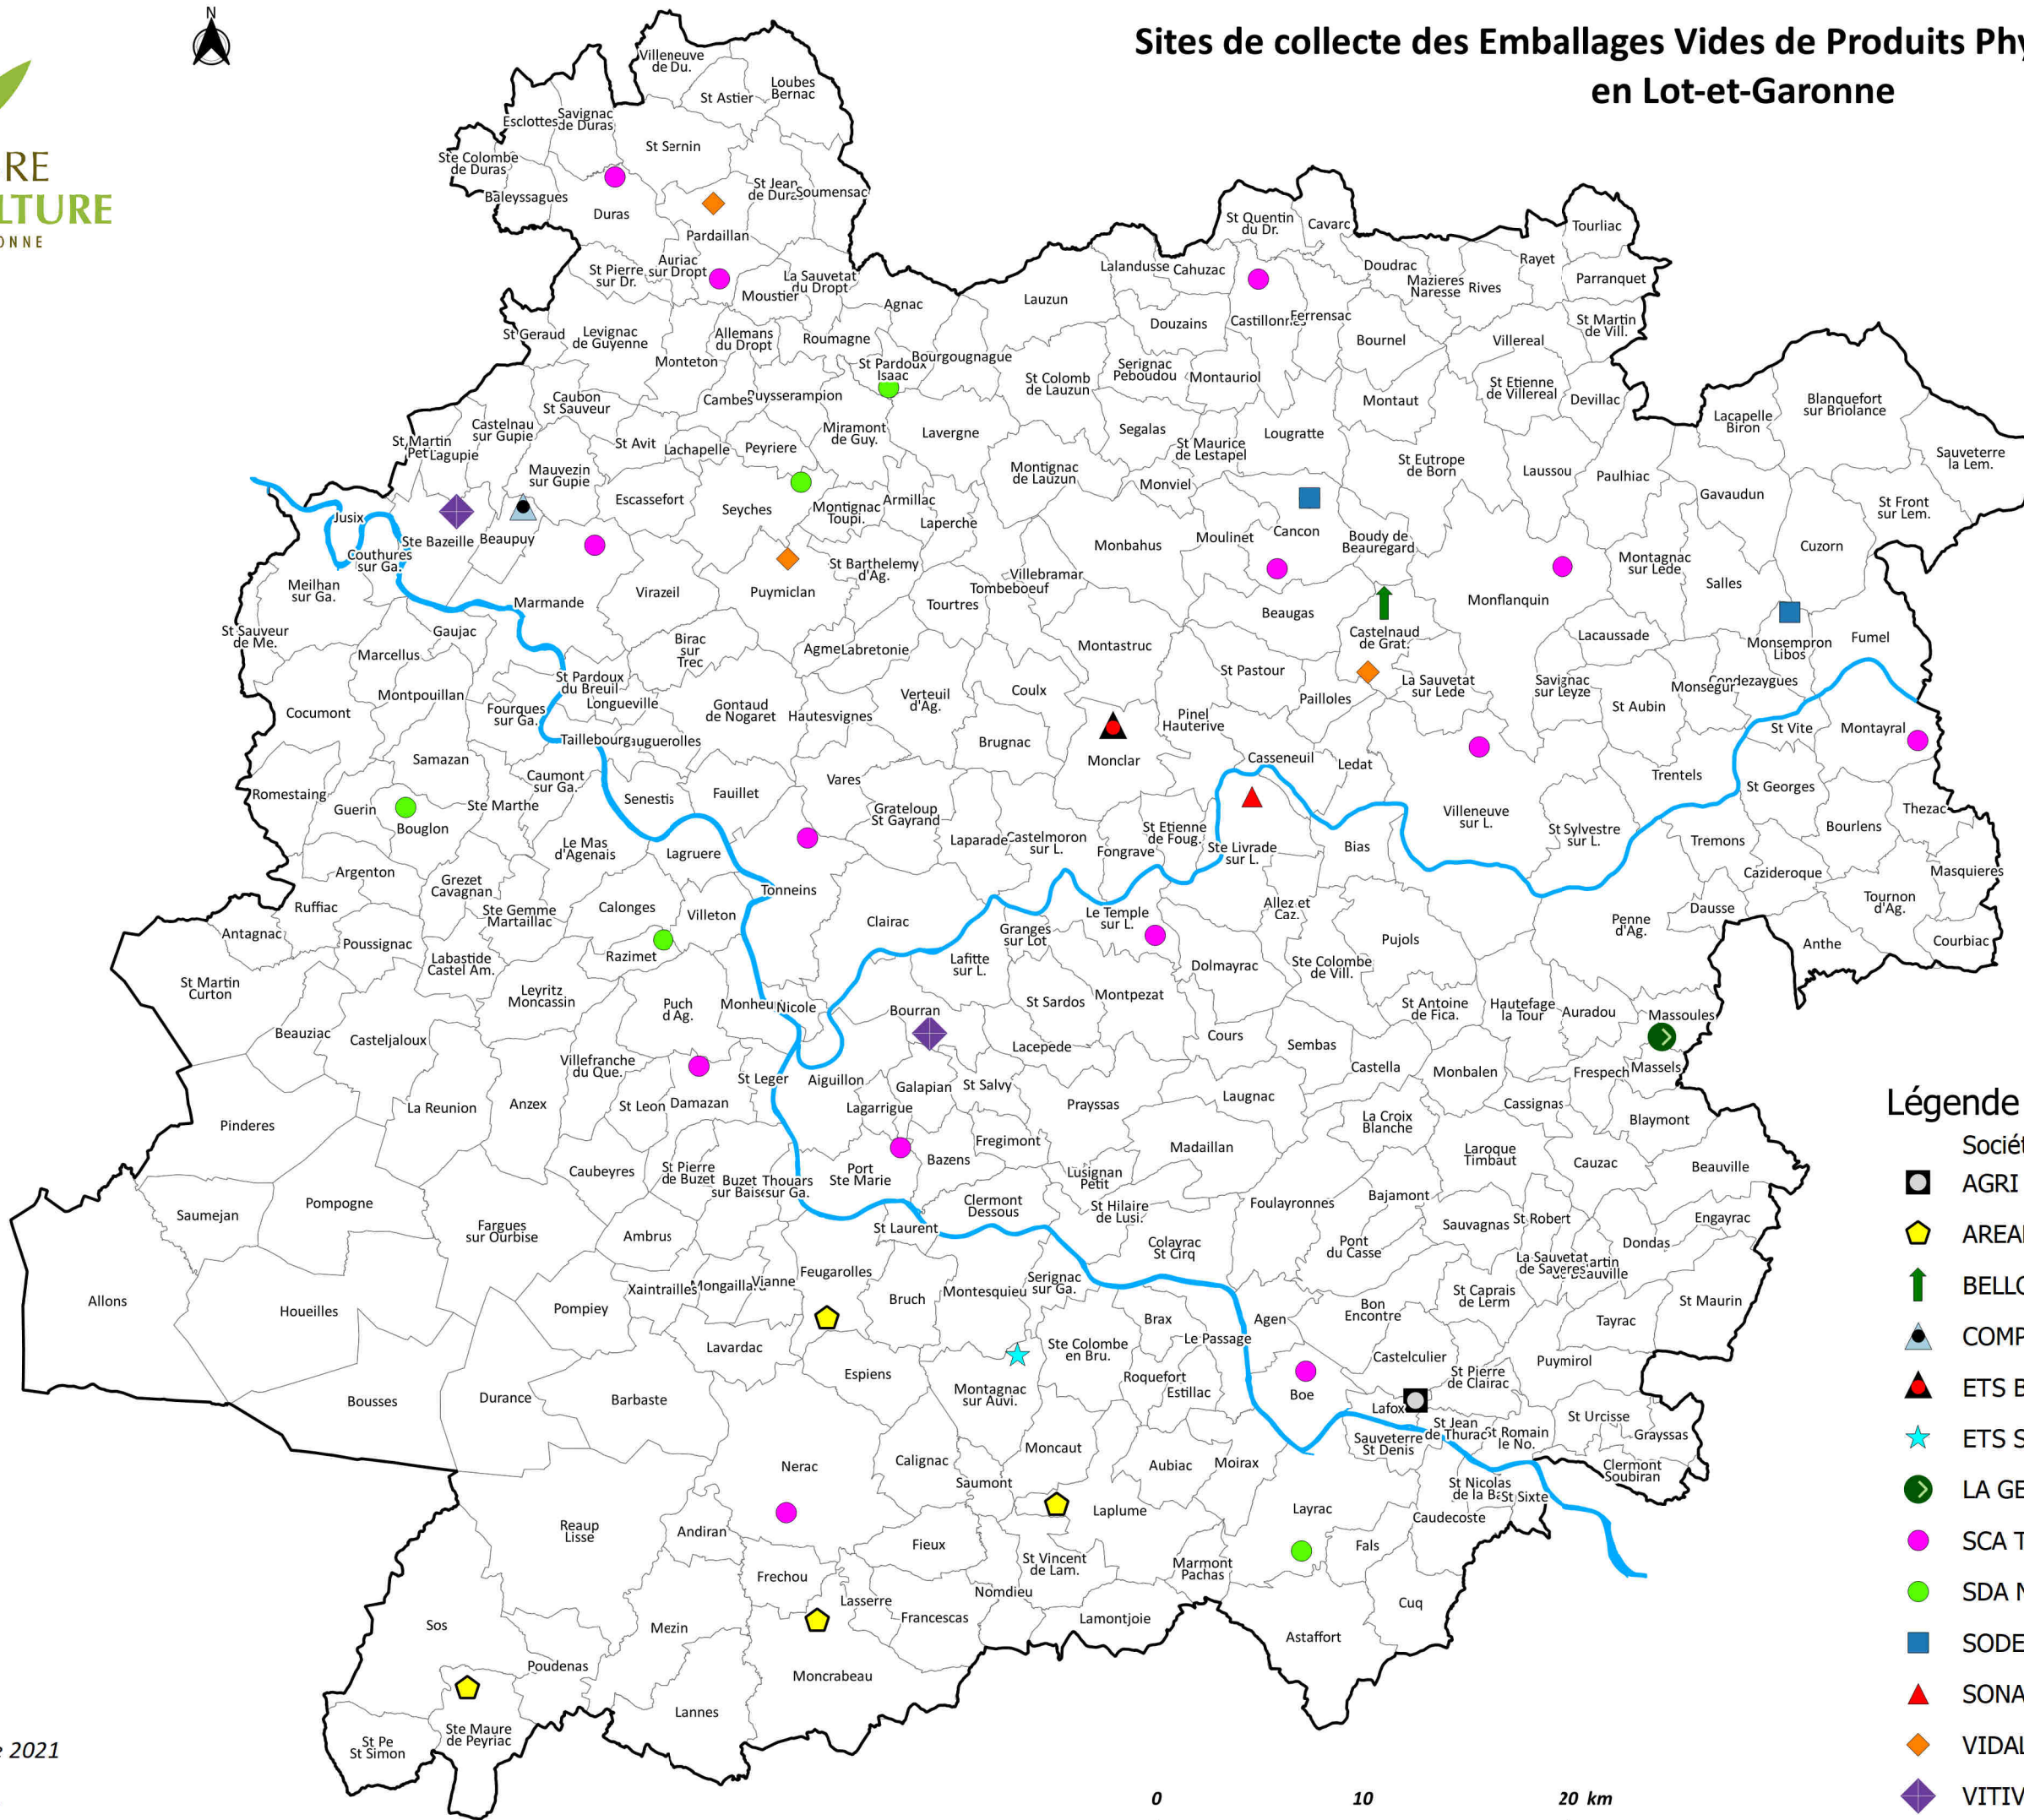 N
Sites de collecte des Emballages Vides de Produits Phy
en Lot-et-Garonne
RE
LTURE
ONNE
Villeneuve
de Du.
St Astier
Loubes
Bernac
Esclottes
Savignac
de Duras
St Sernin
Ste Colombe
de Duras
Baleyssagues
Duras
St Jean
de Duras
Soumensac
Pardaillan
St Pierre
sur Dr.
Auriac
sur Dropt
La Sauvetat
du Dropt
Moustier
Agnac
St Quentin
du Dr.
Cavarc
Tourliac
Lalandusse
Cahuzac
Doudrac
Rayet
Mazieres
Naresse
Rives
Parranquet
Lauzun
Douzains
Castillonnes
Ferrensac
St Martin
de Vill.
St Geraud
Levignac
de Guyenne
Allemans
du Dropt
Roumagne
Monteton
St Pardoux
Isaac
Bourgougnague
Bournel
Villereal
Serignac
Peboudou
Montauriol
St Colomb
de Lauzun
St Etienne
de Villereal
Devillac
Blanquefort
sur Briolance
Lacapelle
Biron
Caubon
St Sauveur
Cambes
Puysserampion
Montaut
Castelnau
sur Gupie
Miramont
de Guy.
Lavergne
Segalas
Lougratte
St Martin
Pet
Lagupie
St Avit
Lachapelle
Peyriere
St Maurice
de Lestapel
Sauveterre
la Lem.
Mauvezin
sur Gupie
Montignac
de Lauzun
St Eutrope
de Born
Laussou
Paulhiac
Monviel
Gavaudun
St Front
sur Lem.
Escassefort
Seyches
Montignac
Toupi.
Armillac
Laperche
Jusix
Ste Bazeille
Beaupuy
Couthures
sur Ga.
Monbahus
Moulinet
Cancon
Boudy de
Beauregard
Cuzorn
Montagnac
sur Lede
Salles
St Barthelemy
d'Ag.
Villebramar
Tombeboeuf
Meilhan
sur Ga.
Marmande
Virazeil
Puymiclan
Tourtres
Beaugas
Monflanquin
St Sauveur
de Me.
Gaujac
Castelnaud
de Grat.
Lacaussade
Monsempron
Libos
Fumel
Marcellus
Birac
sur
Trec
Agme
Labretonie
Montastruc
St Pardoux
du Breuil
St Pastour
La Sauvetat
sur Lede
Savignac
sur Leyze
Monsegur
Condezaygues
Montpouillan
Longueville
Verteuil
d'Ag.
Coulx
Pailloles
St Aubin
Cocumont
Fourques
sur Ga.
Gontaud
de Nogaret
Hautesvignes
Pinel
Hauterive
St Vite
Montayral
Taillebourg
auguerolles
Brugnac
Monclar
Casseneuil
Ledat
Samazan
Caumont
sur Ga.
Vares
Trentels
St Georges
Romestaing
Guerin
Ste Marthe
Senestis
Fauillet
Grateloup
St Gayrand
Villeneuve
sur L.
Thezac
Bouglon
Laparade
Castelmoron
sur L.
Fongrave
St Etienne
de Foug.
Ste Livrade
sur L.
Bias
St Sylvestre
sur L.
Tremons
Bourlens
Le Mas
d'Agenais
Lagruere
Argenton
Grezet
Cavagnan
Tonneins
Cazideroque
Masquieres
Ruffiac
Ste Gemme
Martaillac
Calonges
Villeton
Clairac
Le Temple
sur L.
Allez et
Caz.
Dausse
Tournon
d'Ag.
Antagnac
Poussignac
Granges
sur Lot
Penne
d'Ag.
Anthe
Courbiac
Labastide
Castel Am.
Razimet
Lafitte
sur L.
Dolmayrac
Ste Colombe
de Vill.
Pujols
St Martin
Curton
Leyritz
Moncassin
Puch
d Ag.
Monheu
Nicole
Bourran
St Sardos
Montpezat
St Antoine
de Fica.
Hautefage
la Tour
Auradou
Massoules
Beauziac
Casteljaloux
Lacepede
Cours
Sembas
Villefranche
du Que.
St Leger
Aiguillon
Galapian
St Salvy
Castella
Monbalen
Frespech
Massels
La Reunion
Anzex
St Leon
Damazan
Lagarrigue
Prayssas
Laugnac
Cassignas
Pinderes
La Croix
Blanche
Blaymont
Fregimont
Madaillan
Laroque
Timbaut
Cauzac
Beauville
Caubeyres
St Pierre
de Buzet
Buzet
sur Baise
Thouars
sur Ga.
Port
Ste Marie
Bazens
Lusignan
Petit
Pompogne
Saumejan
Clermont
Dessous
St Hilaire
de Lusi.
Foulayronnes
Bajamont
Fargues
sur Ourbise
Ambrus
St Laurent
Sauvagnas
St Robert
Engayrac
Colayrac
St Cirq
Pont
du Casse
Dondas
La Sauvetat
de Saveres
artin
de Beauville
Xaintrailles
Mongaillard
Vianne
Feugarolles
Serignac
sur Ga.
Allons
Houeilles
Pompiey
Bruch
Montesquieu
St Caprais
de Lerm
St Maurin
Bon
Encontre
Brax
Agen
Tayrac
Lavardac
Ste Colombe
en Bru.
Le Passage
Castelculier
Puymirol
Espiens
Montagnac
sur Auvi.
Roquefort
Estillac
St Pierre
de Clairac
Bousses
Durance
Barbaste
Boe
Lafox
St Urcisse
Grayssas
St Jean
de Thurac
St Romain
le No.
Sauveterre
St Denis
Moncaut
Nerac
Calignac
Aubiac
Moirax
Clermont
Soubiran
Saumont
St Nicolas
de la Ba
St Sixte
Laplume
Layrac
Caudecoste
Reaup
Lisse
Andiran
Fieux
Fals
St Vincent
de Lam.
Marmont
Pachas
Frechou
Nomdieu
Lasserre
Francescas
Cuq
Lamontjoie
Sos
Mezin
Astaffort
Poudenas
Moncrabeau
Lannes
Ste Maure
de Peyriac
St Pe
St Simon
Légende
Sociét
AGRI
AREAL
BELLO
COMP
ETS B
ETS S
LA GE
SCA T
SDA N
SODE
SONA
VIDAL
VITIV
e 2021
0 10 20 km